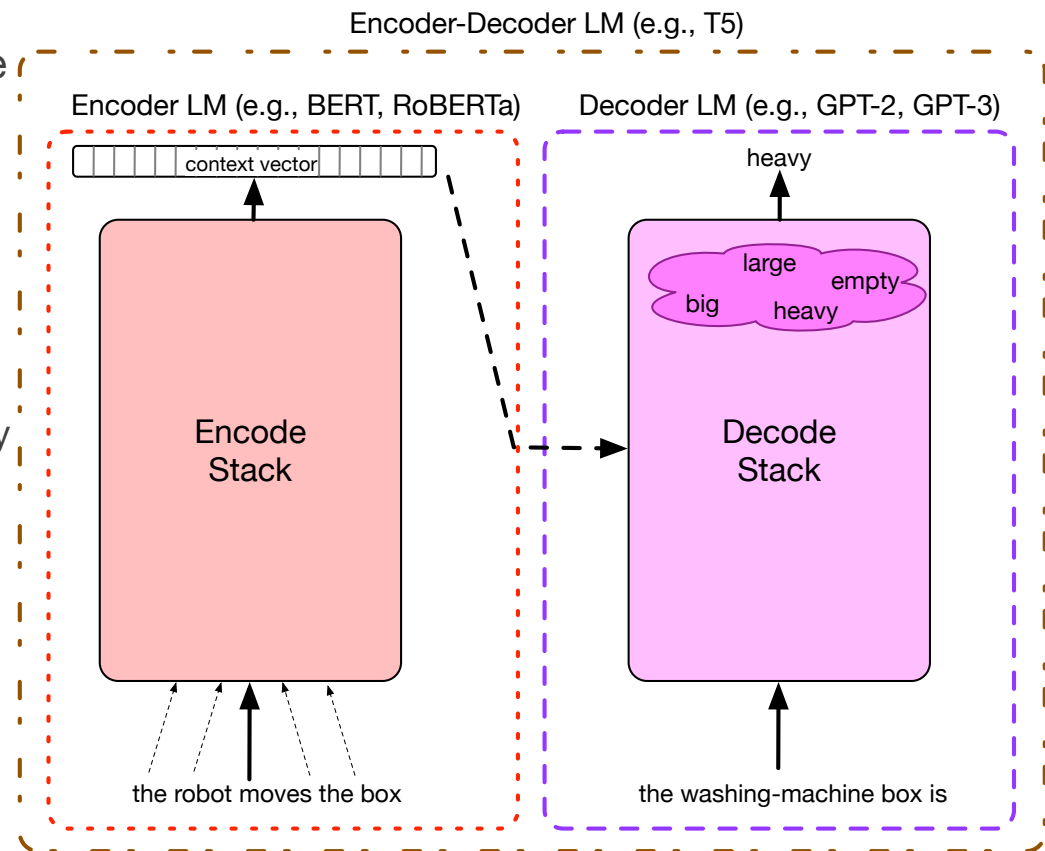 Encoder-Decoder LM (e.g., T5)
e
Encoder LM (e.g., BERT, RoBERTa)
Decoder LM (e.g., GPT-2, GPT-3)
context vector
heavy
large
empty
big
heavy
y
Encode
Stack
Decode
Stack
the robot moves the box
the washing-machine box is